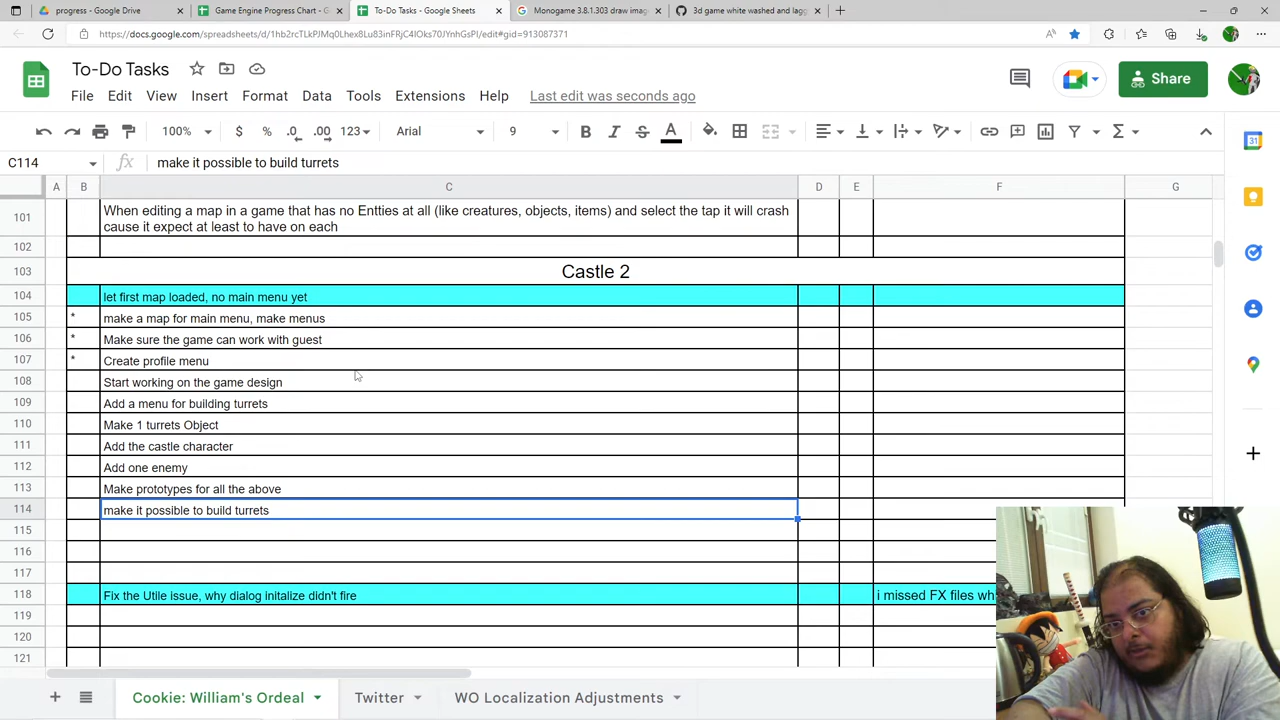 progress - Google Drive
Game Engine Progress Chart - G
To-Do Tasks - Google Sheets
Monogame 3.8.1.303 draw imag
3d game white washed and lagg
https://docs.google.com/spreadsheets/d/1hb2rcTLkPJMq0Lhex8Lu83inFRjC4IOks70JYnhGsPI/edit#gid=913087371
To-Do Tasks
Share
File Edit View Insert Format Data Tools Extensions Help Last edit was seconds ago
100% $ % .0 .00 123 Arial 9 B I S A
C114 fx make it possible to build turrets
A B C D E F G
101 When editing a map in a game that has no Entties at all (like creatures, objects, items) and select the tap it will crash
cause it expect at least to have on each
102
103 Castle 2
104 let first map loaded, no main menu yet
105 * make a map for main menu, make menus
106 * Make sure the game can work with guest
107 * Create profile menu
108 Start working on the game design
109 Add a menu for building turrets
110 Make 1 turrets Object
111 Add the castle character
112 Add one enemy
113 Make prototypes for all the above
114 make it possible to build turrets
115
116
117
118 Fix the Utile issue, why dialog initalize didn't fire i missed FX files wh
119
120
121
Cookie: William's Ordeal Twitter WO Localization Adjustments